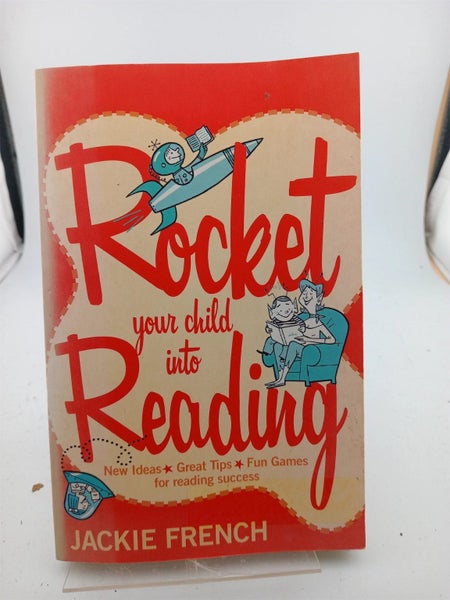 Rocket
your child
into
Reading
New Ideas ★ Great Tips ★ Fun Games
for reading success
JACKIE FRENCH